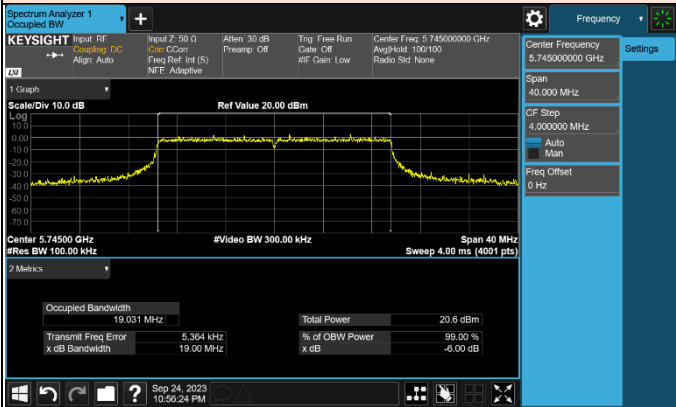 Spectrum Analyzer 1
Occupied BW
Frequency
KEYSIGHT
Input: RF
Coupling: DC
Align: Auto
Input Z: 50 Ω
Corr CCorr
Freq Ref: Int (S)
NFE: Adaptive
Atten: 30 dB
Preamp: Off
Trig: Free Run
Gate: Off
#IF Gain: Low
Center Freq: 5.745000000 GHz
Avg|Hold: 100/100
Radio Std: None
LXI
Center Frequency
5.745000000 GHz
Settings
Span
40.000 MHz
CF Step
4.000000 MHz
Auto
Man
Freq Offset
0 Hz
1 Graph
Scale/Div 10.0 dB
Ref Value 20.00 dBm
Log
10.0
0.00
-10.0
-20.0
-30.0
-40.0
-50.0
-60.0
-70.0
Center 5.74500 GHz
#Video BW 300.00 kHz
Span 40 MHz
#Res BW 100.00 kHz
Sweep 4.00 ms (4001 pts)
2 Metrics
Occupied Bandwidth
19.031 MHz
Total Power 20.6 dBm
Transmit Freq Error 5.364 kHz
% of OBW Power 99.00 %
x dB Bandwidth 19.00 MHz
x dB -6.00 dB
Sep 24, 2023
10:56:24 PM